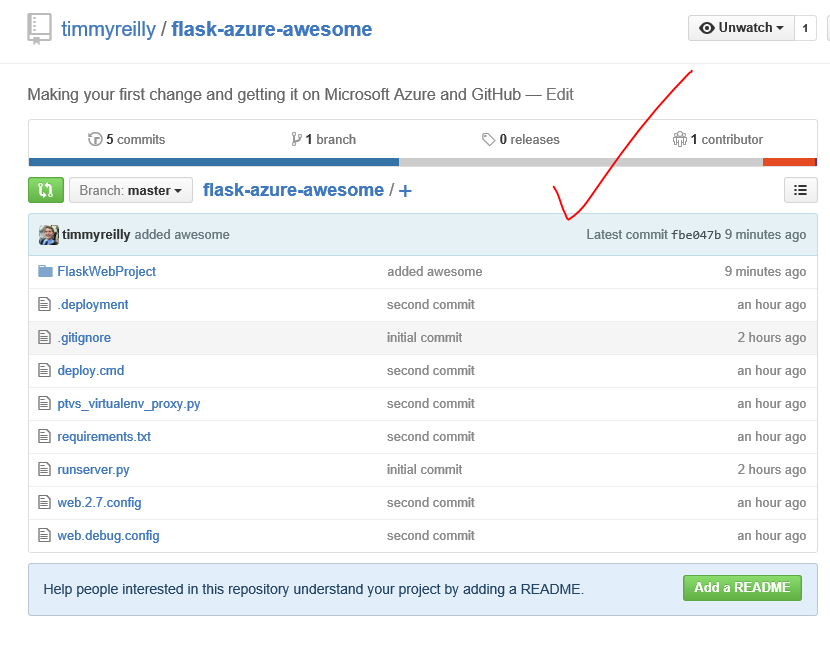 timmyreilly / flask-azure-awesome
Unwatch 1
Making your first change and getting it on Microsoft Azure and GitHub — Edit
5 commits 1 branch 0 releases 1 contributor
Branch: master flask-azure-awesome / +
timmyreilly added awesome Latest commit fbe047b 9 minutes ago
FlaskWebProject added awesome 9 minutes ago
.deployment second commit an hour ago
.gitignore initial commit 2 hours ago
deploy.cmd second commit an hour ago
ptvs_virtualenv_proxy.py second commit an hour ago
requirements.txt second commit an hour ago
runserver.py initial commit 2 hours ago
web.2.7.config second commit an hour ago
web.debug.config second commit an hour ago
Help people interested in this repository understand your project by adding a README. Add a README